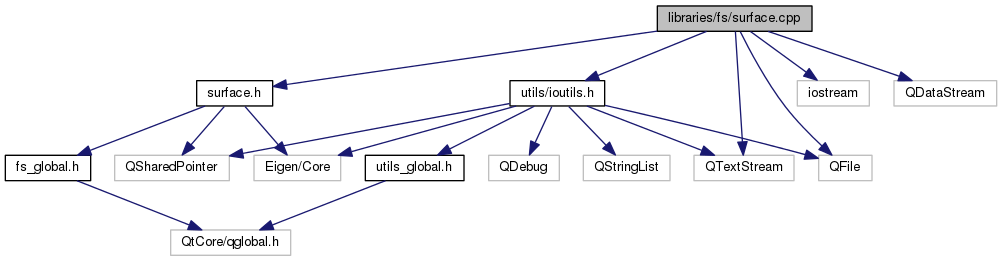 libraries/fs/surface.cpp
surface.h
utils/ioutils.h
iostream
QDataStream
fs_global.h
QSharedPointer
Eigen/Core
utils_global.h
QDebug
QStringList
QTextStream
QFile
QtCore/qglobal.h